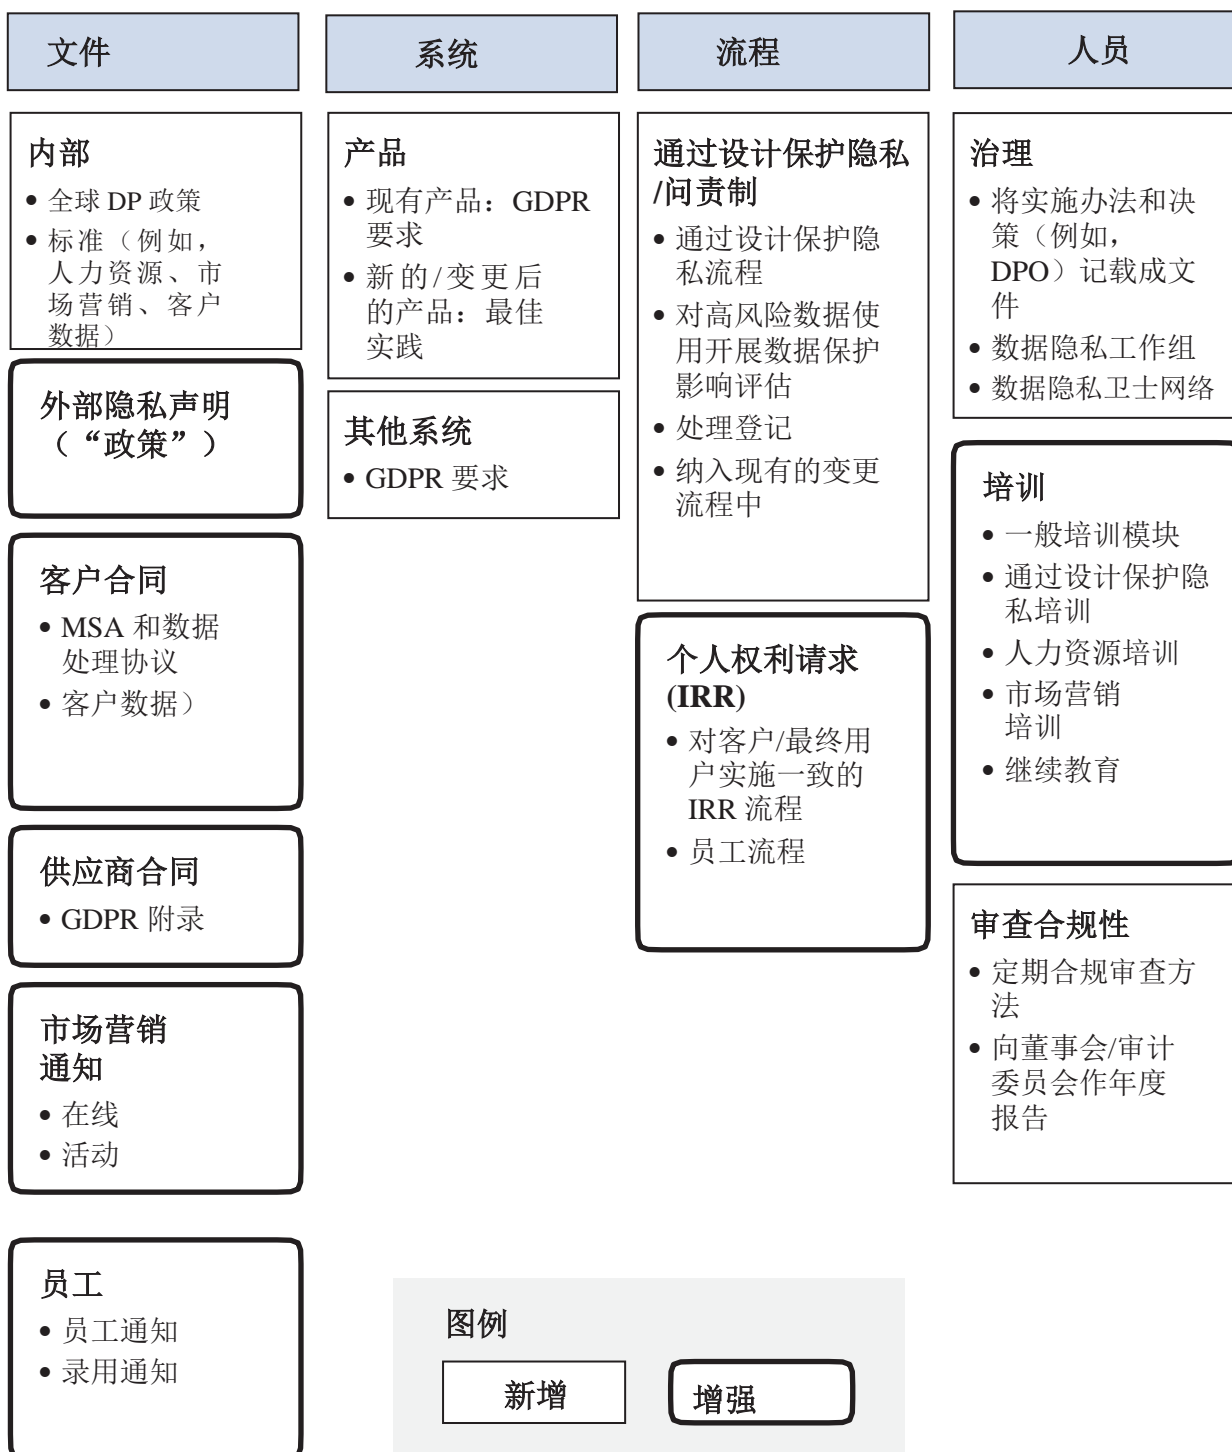 文件
内部
• 全球 DP 政策
• 标准（例如，
人力资源、市
场营销、客户
数据）
外部隐私声明
（“政策”）
客户合同
• MSA 和数据
处理协议
• 客户数据）
供应商合同
• GDPR 附录
市场营销
通知
• 在线
• 活动
员工
• 员工通知
• 录用通知
系统
产品
• 现有产品：GDPR
要求
• 新的/变更后
的产品：最佳
实践
其他系统
• GDPR 要求
流程
通过设计保护隐私
/问责制
• 通过设计保护隐
私流程
• 对高风险数据使
用开展数据保护
影响评估
• 处理登记
• 纳入现有的变更
流程中
个人权利请求
(IRR)
• 对客户/最终用
户实施一致的
IRR 流程
• 员工流程
人员
治理
• 将实施办法和决
策（例如，
DPO）记载成文
件
• 数据隐私工作组
• 数据隐私卫士网络
培训
• 一般培训模块
• 通过设计保护隐
私培训
• 人力资源培训
• 市场营销
培训
• 继续教育
审查合规性
• 定期合规审查方
法
• 向董事会/审计
委员会作年度
报告
图例
新增
增强